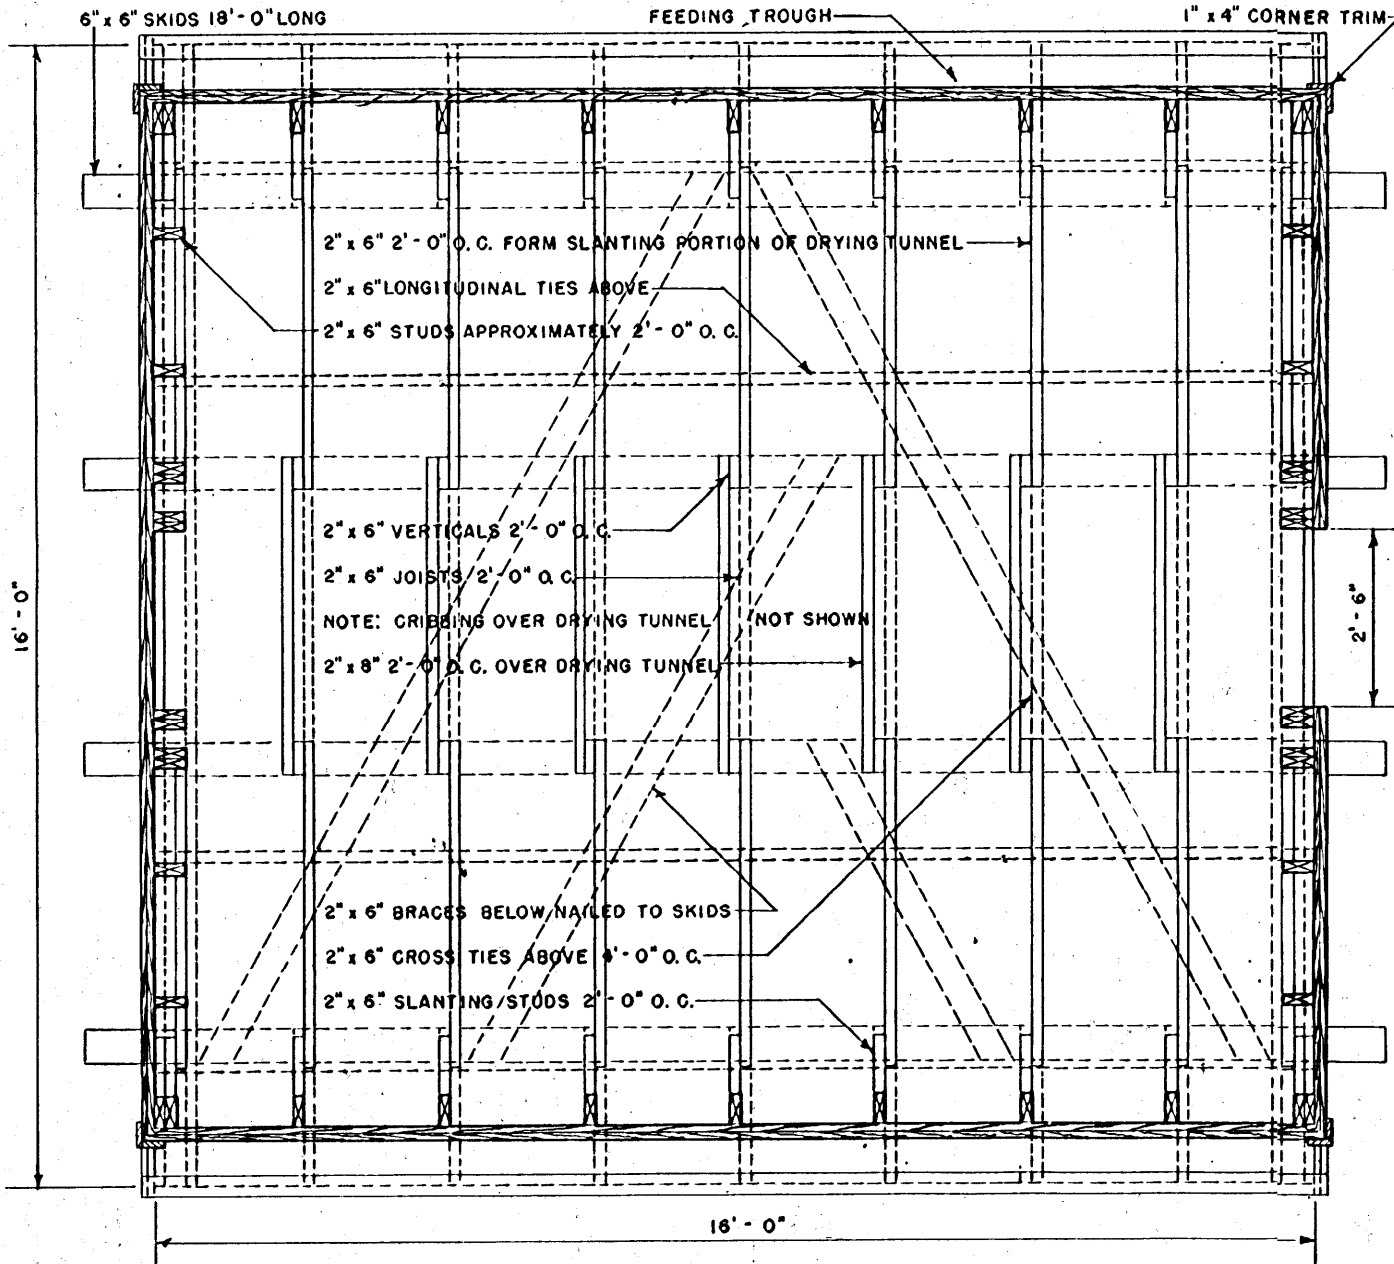 6" x 6" SKIDS 18'-0" LONG
FEEDING TROUGH
1" x 4" CORNER TRIM
2" x 6" 2'-0" O.C. FORM SLANTING PORTION OF DRYING TUNNEL
2" x 6" LONGITUDINAL TIES ABOVE
2" x 6" STUDS APPROXIMATELY 2'-0" O.C.
2" x 6" VERTICALS 2'-0" O.C.
2" x 6" JOISTS 2'-0" O.C.
NOTE: CRIBBING OVER DRYING TUNNEL NOT SHOWN
2" x 8" 2'-0" O.C. OVER DRYING TUNNEL
16'-0"
2'-6"
2" x 6" BRACES BELOW NAILED TO SKIDS
2" x 6" CROSS TIES ABOVE 4'-0" O.C.
2" x 6" SLANTING STUDS 2'-0" O.C.
16'-0"